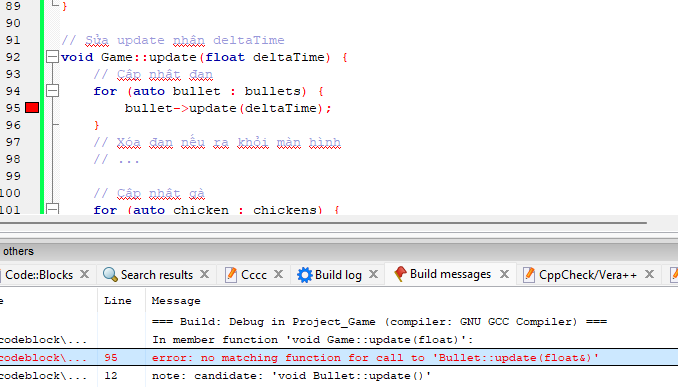 89 }
90
91 // Sửa update nhận deltaTime
92 void Game::update(float deltaTime) {
93 // Cập nhật đạn
94 for (auto bullet : bullets) {
95 bullet->update(deltaTime);
96 }
97 // Xóa đạn nếu ra khỏi màn hình
98 // ...
99
100 // Cập nhật gà
101 for (auto chicken : chickens) {
others
Code::Blocks Search results Cccc Build log Build messages CppCheck/Vera++
Line Message
=== Build: Debug in Project_Game (compiler: GNU GCC Compiler) ===
codeblock\... In member function 'void Game::update(float)':
codeblock\... 95 error: no matching function for call to 'Bullet::update(float&)'
codeblock\... 12 note: candidate: 'void Bullet::update()'